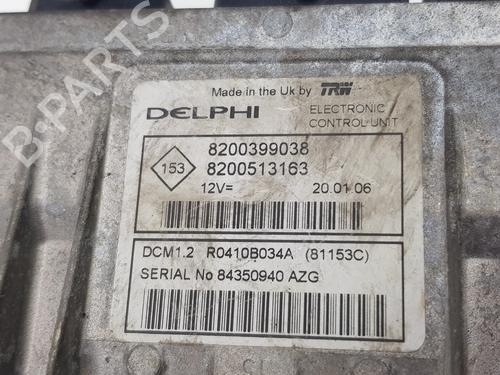 B-PARTS
Made in the Uk by TRW
DELPHI ELECTRONIC CONTROL UNIT
153
8200399038
8200513163
12V= 20.01.06
DCM1.2 R0410B034A (81153C)
SERIAL No 84350940 AZG